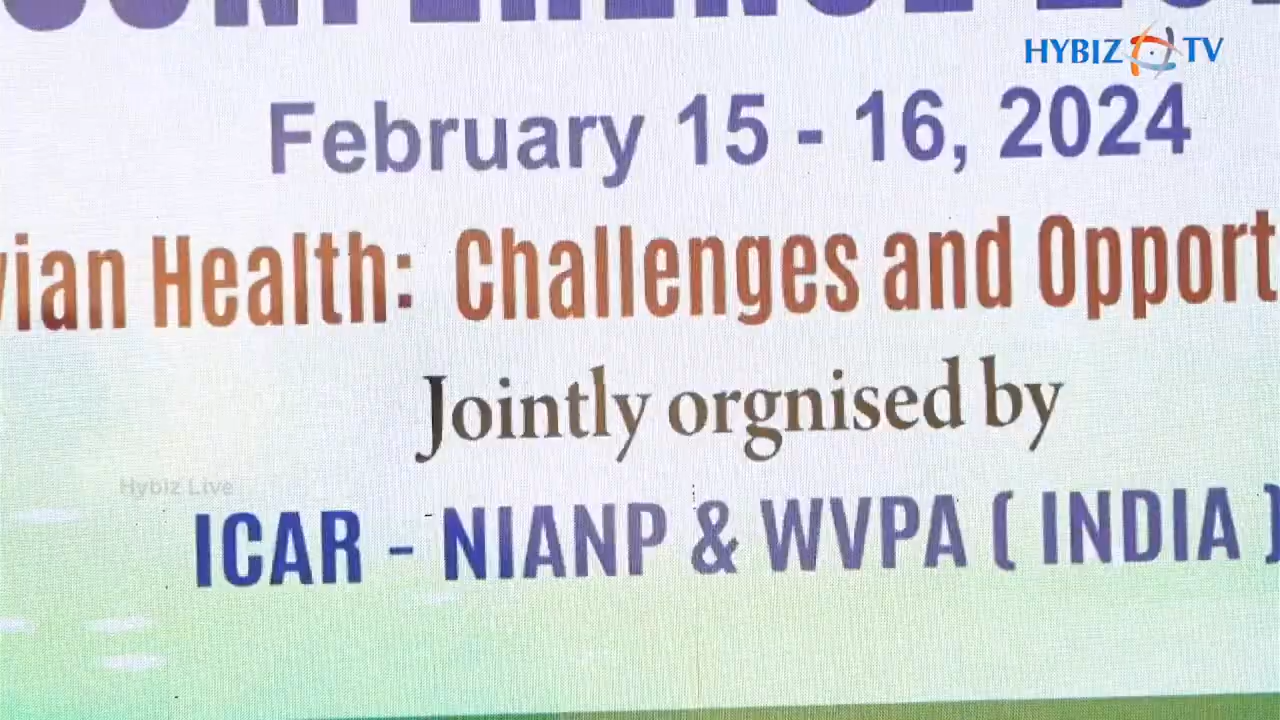 HYBIZ TV
February 15 - 16, 2024
Health: Challenges and
Jointly orgnised by
Hybiz Live
ICAR - NIANP & WVPA ( INDIA )